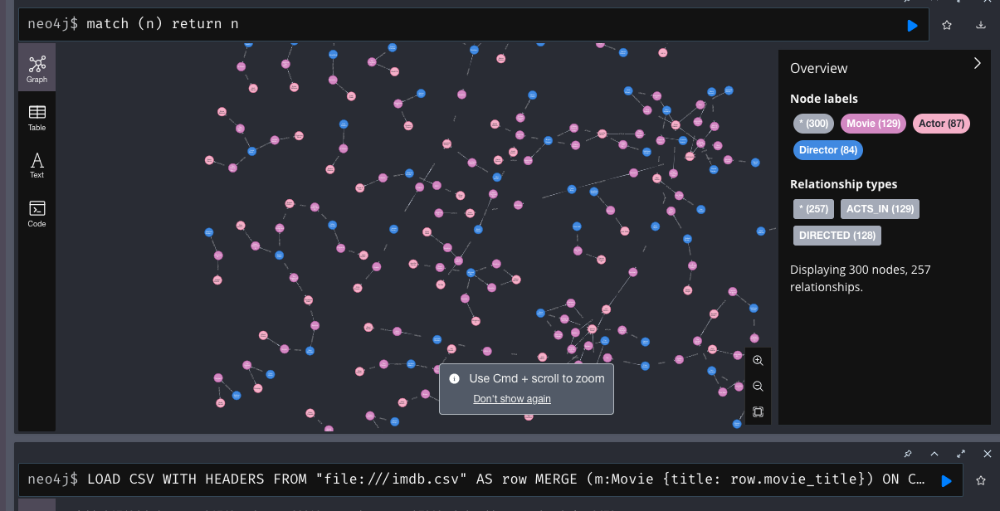 neo4j$ match (n) return n
Graph
Table
Text
Code
Overview
Node labels
* (300) Movie (129) Actor (87)
Director (84)
Relationship types
* (257) ACTS_IN (129)
DIRECTED (128)
Displaying 300 nodes, 257
relationships.
Use Cmd + scroll to zoom
Don't show again
neo4j$ LOAD CSV WITH HEADERS FROM "file:///imdb.csv" AS row MERGE (m:Movie {title: row.movie_title}) ON C…